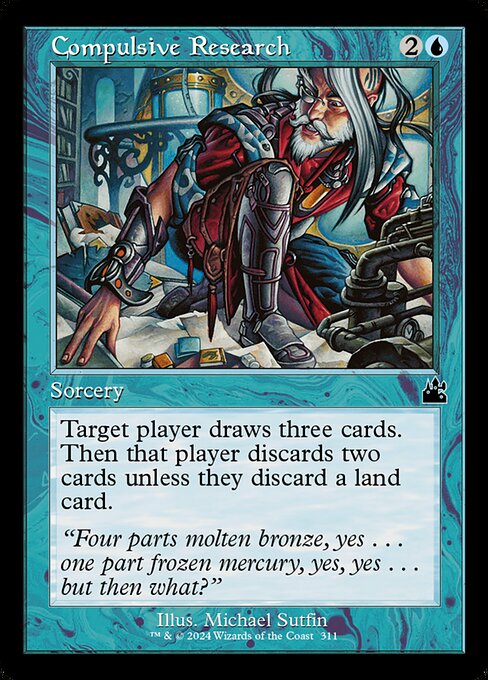 Compulsive Research 2
Sorcery
Target player draws three cards.
Then that player discards two
cards unless they discard a land
card.
“Four parts molten bronze, yes . . .
one part frozen mercury, yes, yes . . .
but then what?”
Illus. Michael Sutfin
™ & © 2024 Wizards of the Coast 311